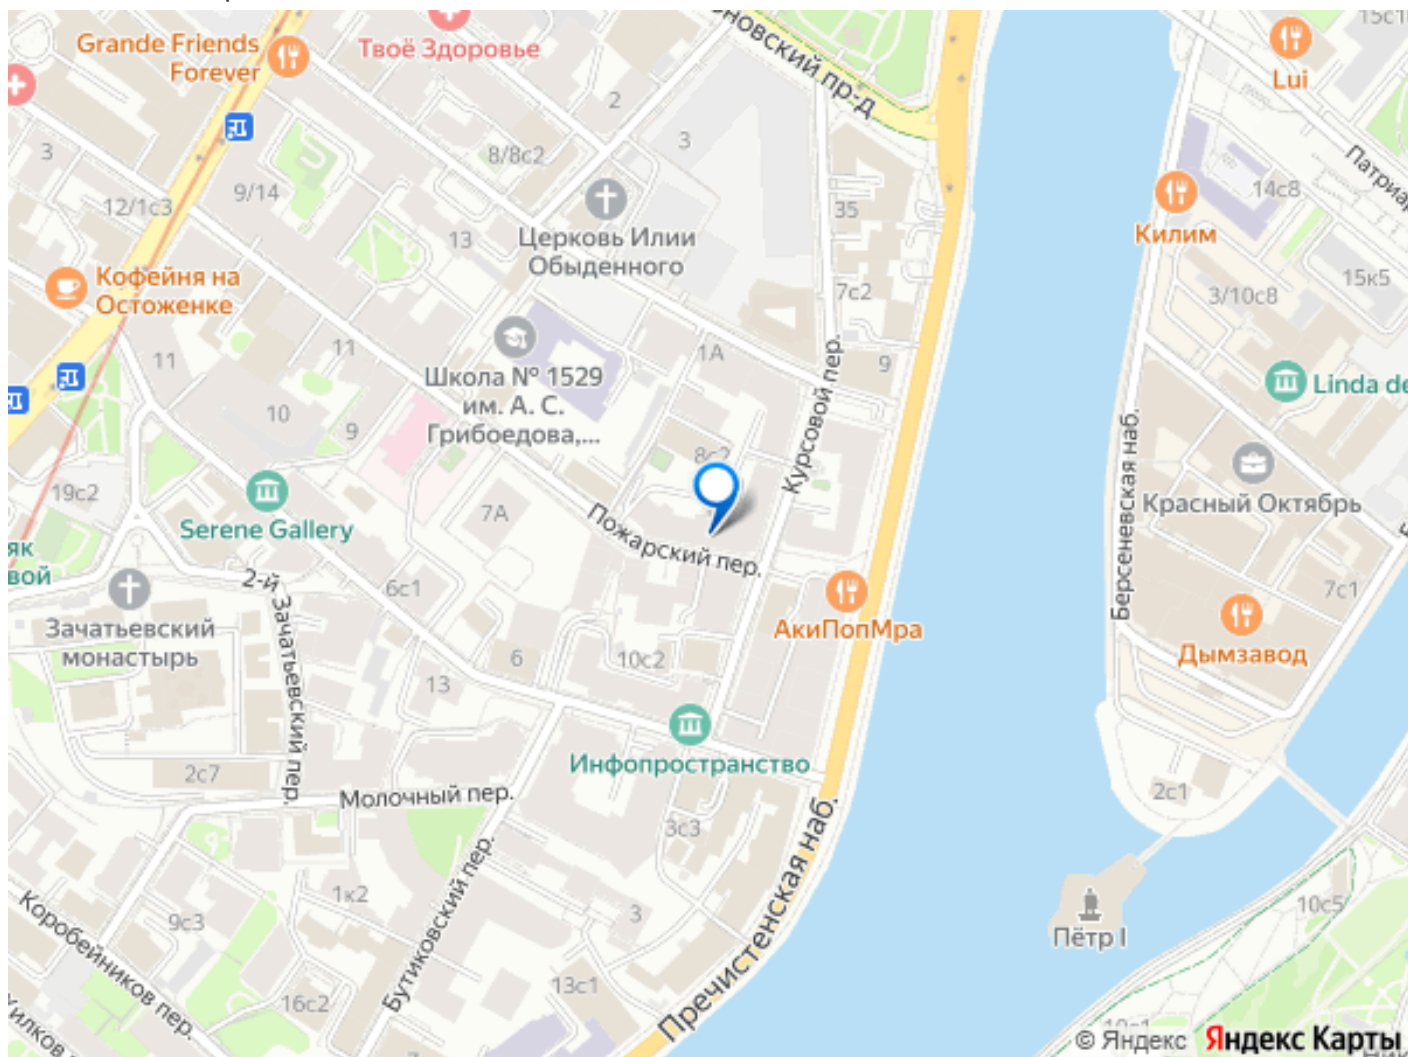 Grande Friends
Forever
Твоё Здоровье
новский пр-д
Lui
2
3
8/8с2
3
9/14
12/1с3
13
Церковь Илии
Обыденного
35
7с2
14с8
Килим
15к5
3/10с8
Кофейня на
Остоженке
11
11
1А
9
Школа № 1529
им. А. С.
Грибоедова,...
10
9
8с2
Курсовой пер.
Linda de
Берсеневская наб.
Красный Октябрь
19с2
Serene Gallery
7А
Пожарский пер.
як
вой
2-й Зачатьевский пер.
6с1
7с1
Зачатьевский
монастырь
АкиПопМра
Дымзавод
6
10с2
13
Инфопространство
2с7
Молочный пер.
2с1
3с3
Пречистенская наб.
Бутиковский пер.
1к2
9с3
3
10с5
Пётр I
Коробейников пер.
16с2
13с1
7
© Яндекс Яндекс Карты